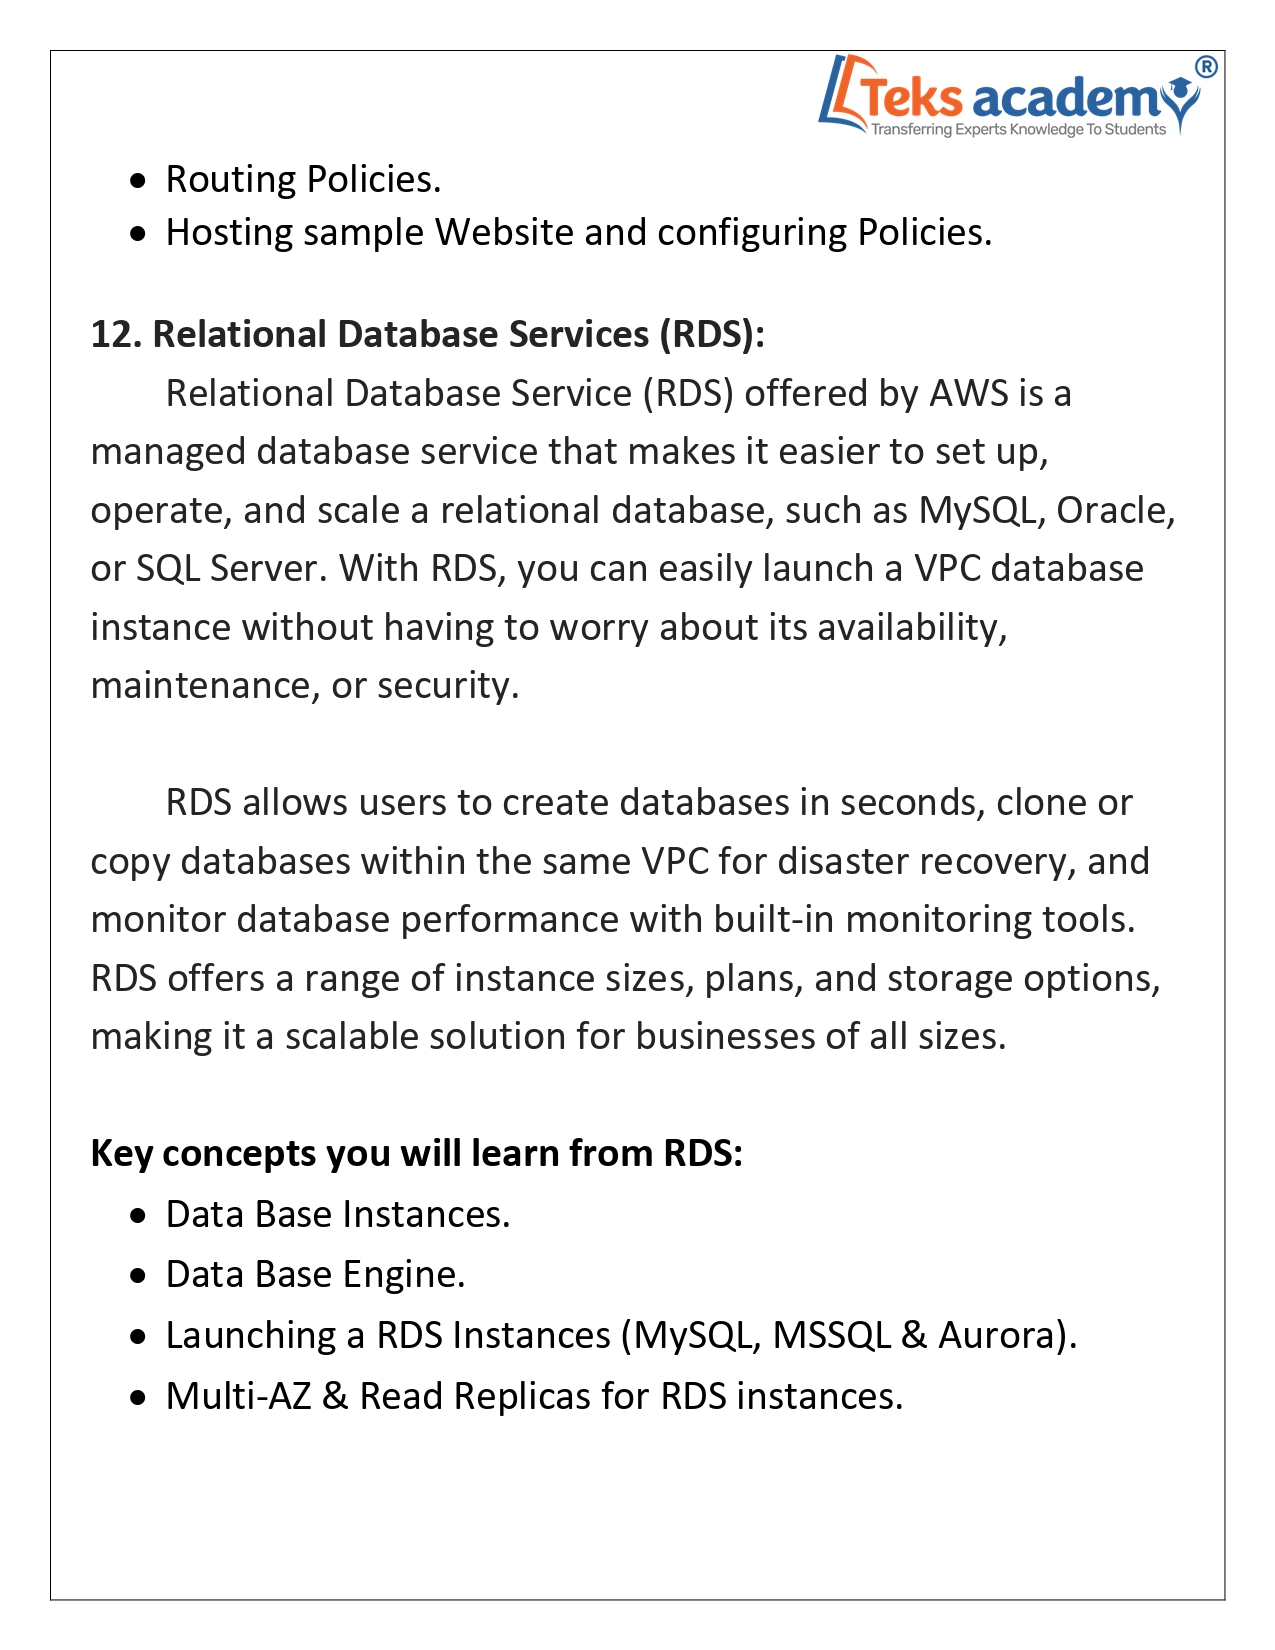 Teks academy ®
Transferring Experts Knowledge To Students
• Routing Policies.
• Hosting sample Website and configuring Policies.
12. Relational Database Services (RDS):
Relational Database Service (RDS) offered by AWS is a
managed database service that makes it easier to set up,
operate, and scale a relational database, such as MySQL, Oracle,
or SQL Server. With RDS, you can easily launch a VPC database
instance without having to worry about its availability,
maintenance, or security.
RDS allows users to create databases in seconds, clone or
copy databases within the same VPC for disaster recovery, and
monitor database performance with built-in monitoring tools.
RDS offers a range of instance sizes, plans, and storage options,
making it a scalable solution for businesses of all sizes.
Key concepts you will learn from RDS:
• Data Base Instances.
• Data Base Engine.
• Launching a RDS Instances (MySQL, MSSQL & Aurora).
• Multi-AZ & Read Replicas for RDS instances.